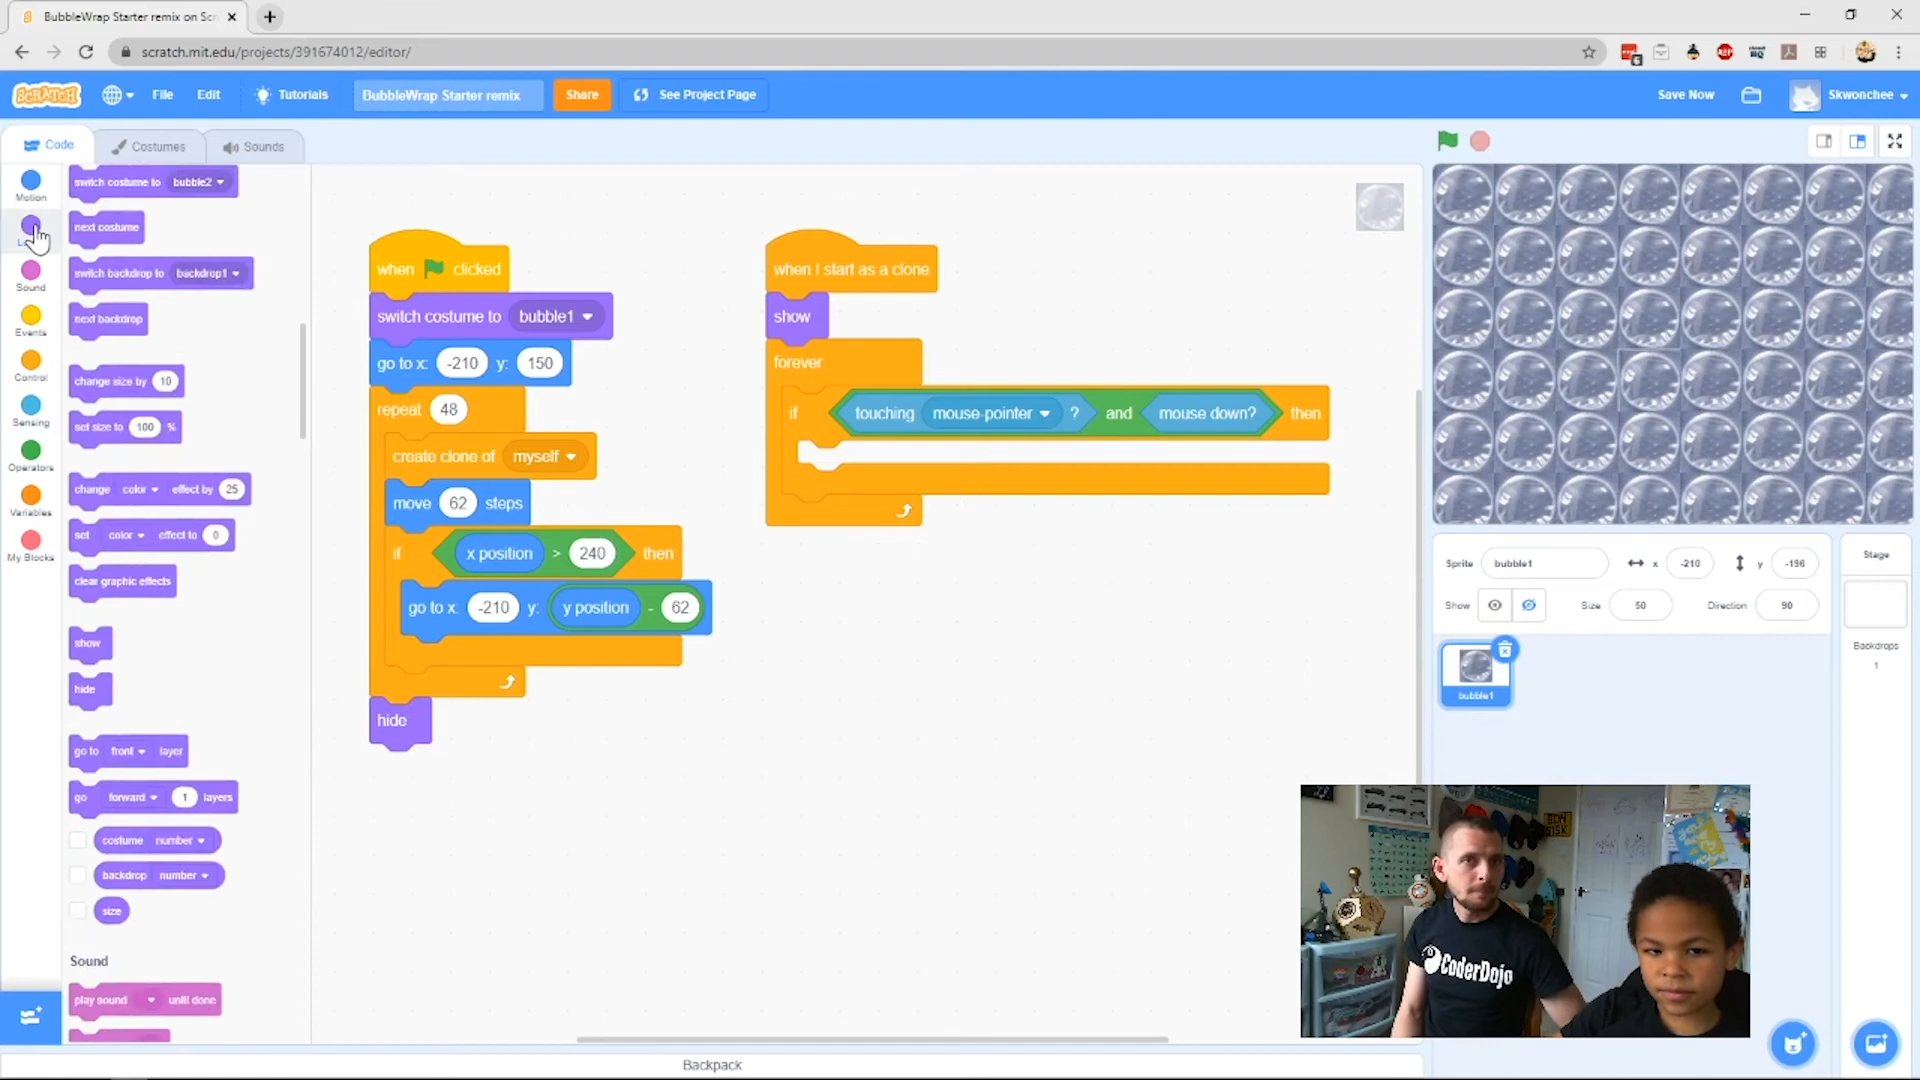 BubbleWrap Starter remix on Scr
scratch.mit.edu/projects/391674012/editor/
SCRATCH
File
Edit
Tutorials
BubbleWrap Starter remix
Share
See Project Page
Save Now
Skwonchee
Code
Costumes
Sounds
Motion
Sound
Events
Control
Sensing
Operators
Variables
My Blocks
switch costume to bubble2
next costume
switch backdrop to backdrop1
next backdrop
change size by 10
set size to 100 %
change color effect by 25
set color effect to 0
clear graphic effects
show
hide
go to front layer
go forward 1 layers
costume number
backdrop number
size
Sound
play sound until done
when clicked
switch costume to bubble1
go to x: -210 y: 150
repeat 48
create clone of myself
move 62 steps
if x position > 240 then
go to x: -210 y: y position - 62
hide
when I start as a clone
show
forever
if touching mouse-pointer ? and mouse down? then
Sprite bubble1 x -210 y -196
Show Size 50 Direction 90
bubble1
Stage
Backdrops
1
CoderDojo
Backpack